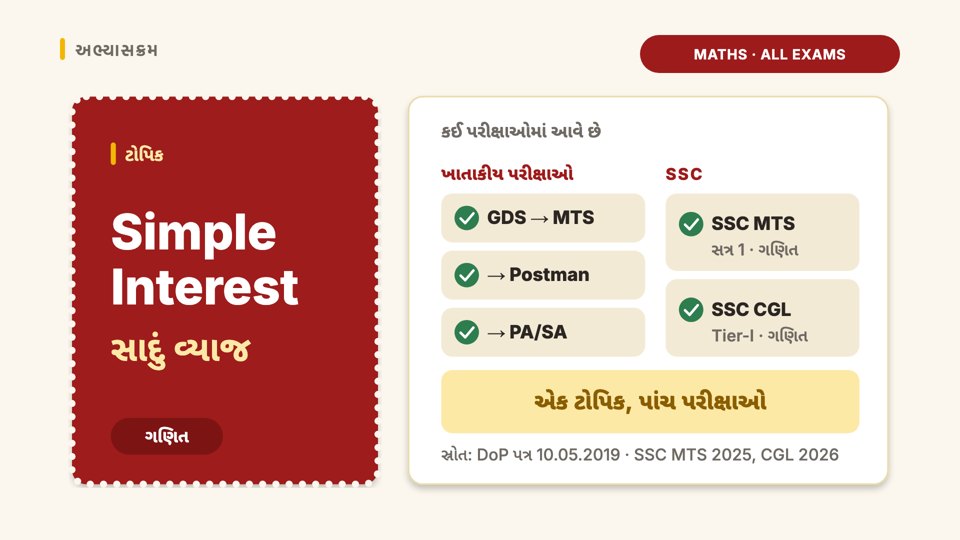 અભ્યાસક્રમ
MATHS · ALL EXAMS
ટોપિક
Simple
Interest
સાદું વ્યાજ
ગણિત
કઈ પરીક્ષાઓમાં આવે છે
ખાતાકીય પરીક્ષાઓ
GDS → MTS
→ Postman
→ PA/SA
SSC
SSC MTS
સત્ર 1 · ગણિત
SSC CGL
Tier-I · ગણિત
એક ટોપિક, પાંચ પરીક્ષાઓ
સ્રોત: DoP પત્ર 10.05.2019 · SSC MTS 2025, CGL 2026